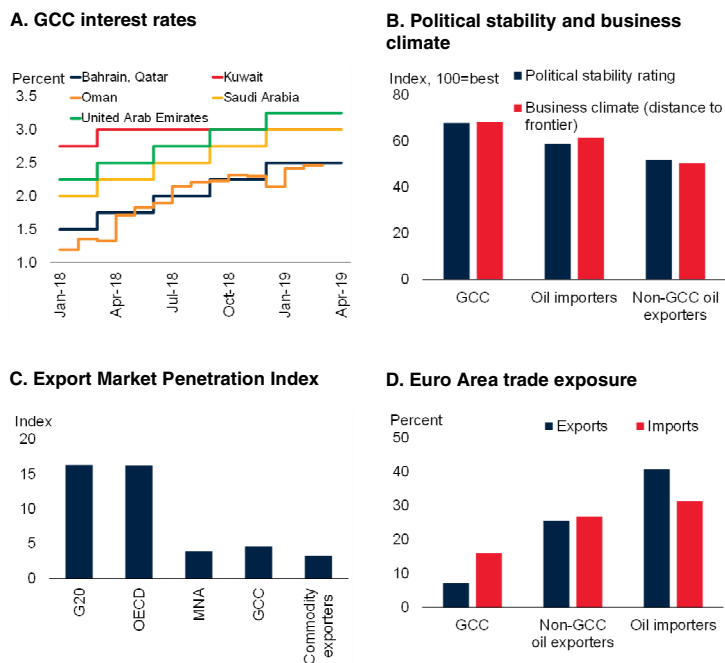 A. GCC interest rates
Percent
Bahrain, Qatar
Kuwait
Oman
Saudi Arabia
United Arab Emirates
3.5
3.0
2.5
2.0
1.5
1.0
Jan-18
Apr-18
Jul-18
Oct-18
Jan-19
Apr-19
B. Political stability and business
climate
Index, 100=best
Political stability rating
Business climate (distance to
frontier)
80
60
40
20
0
GCC
Oil importers
Non-GCC oil
exporters
C. Export Market Penetration Index
Index
20
15
10
5
0
G20
OECD
MNA
GCC
Commodity
exporters
D. Euro Area trade exposure
Percent
Exports
Imports
50
40
30
20
10
0
GCC
Non-GCC
oil exporters
Oil importers